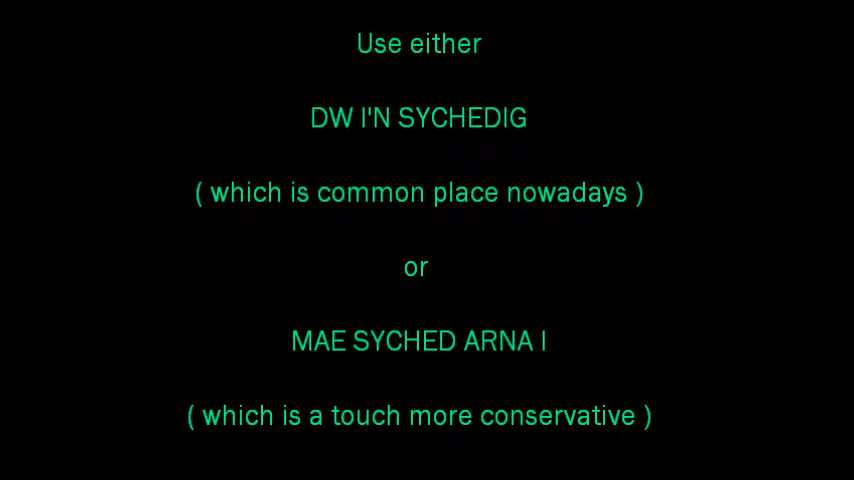 Use either
DW I'N SYCHEDIG
( which is common place nowadays )
or
MAE SYCHED ARNA I
( which is a touch more conservative )